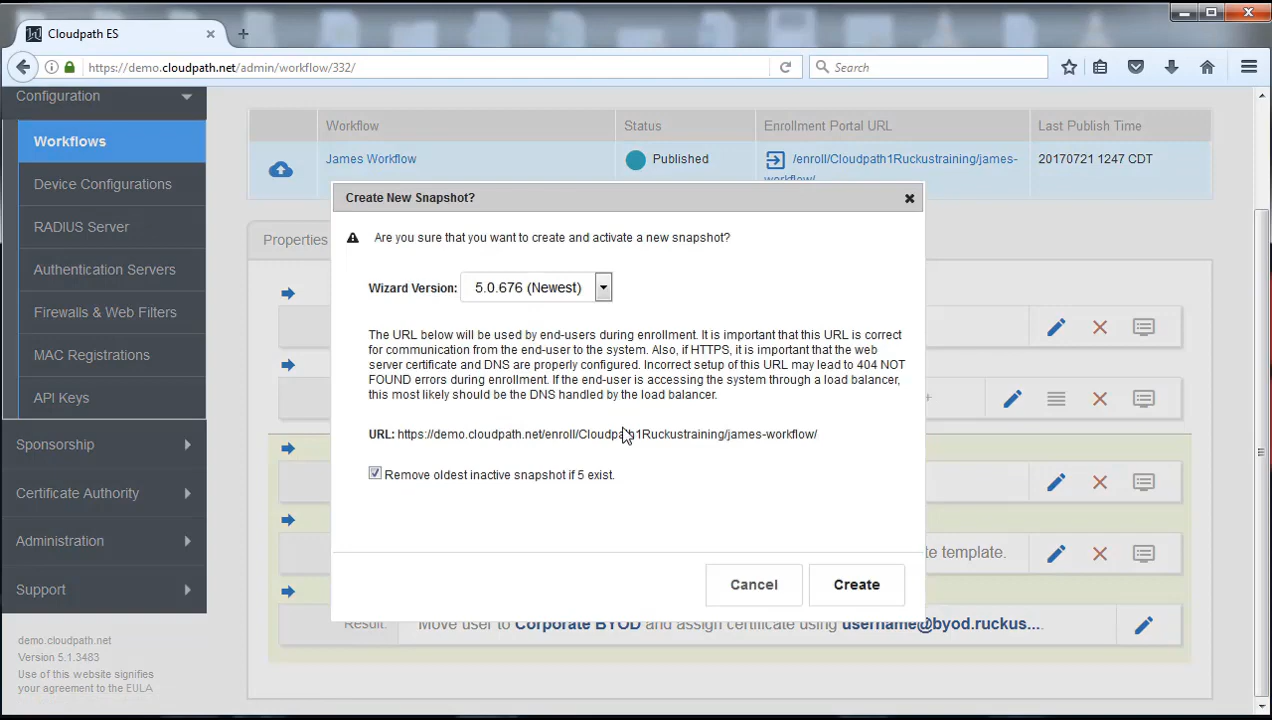 Cloudpath ES
https://demo.cloudpath.net/admin/workflow/332/
Search
Configuration
Workflows
Device Configurations
RADIUS Server
Authentication Servers
Firewalls & Web Filters
MAC Registrations
API Keys
Sponsorship
Certificate Authority
Administration
Support
demo.cloudpath.net
Version 5.1.3483
Use of this website signifies
your agreement to the EULA
Workflow Status Enrollment Portal URL Last Publish Time
James Workflow Published /enroll/Cloudpath1Ruckustraining/james-
workflow/ 20170721 1247 CDT
Properties
Create New Snapshot?
Are you sure that you want to create and activate a new snapshot?
Wizard Version: 5.0.676 (Newest)
The URL below will be used by end-users during enrollment. It is important that this URL is correct
for communication from the end-user to the system. Also, if HTTPS, it is important that the web
server certificate and DNS are properly configured. Incorrect setup of this URL may lead to 404 NOT
FOUND errors during enrollment. If the end-user is accessing the system through a load balancer,
this most likely should be the DNS handled by the load balancer.
URL: https://demo.cloudpath.net/enroll/Cloudpath1Ruckustraining/james-workflow/
Remove oldest inactive snapshot if 5 exist.
Cancel Create
te template.
Result: Move user to Corporate BYOD and assign certificate using username@byod.ruckus....